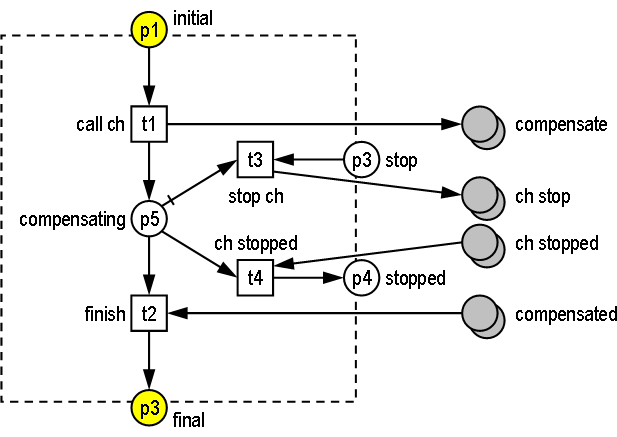 p1 initial
call ch t1 compensate
t3 p3 stop
stop ch ch stop
compensating p5
ch stopped ch stopped
t4 p4 stopped
finish t2 compensated
p3 final